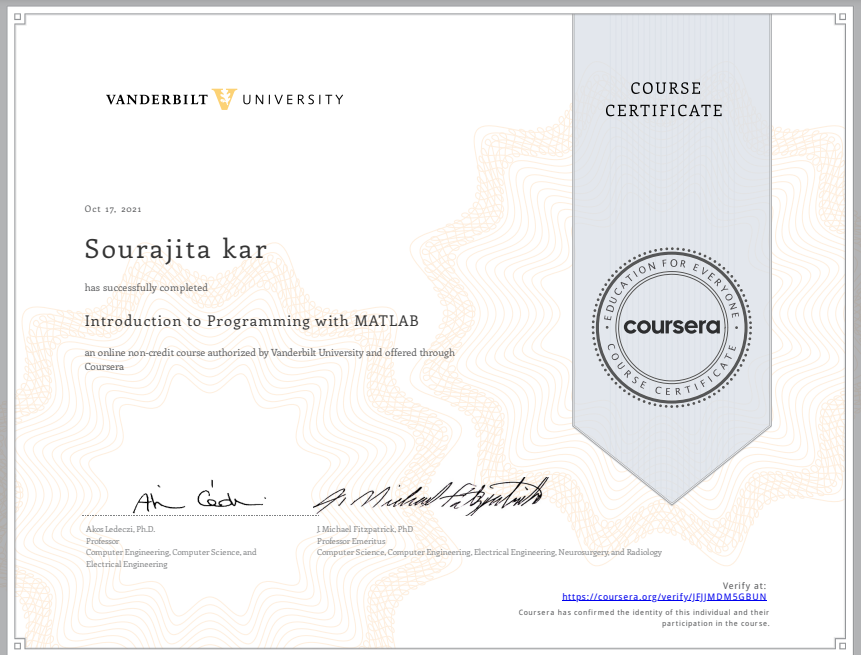 VANDERBILT UNIVERSITY
COURSE
CERTIFICATE
Oct 17, 2021
Sourajita kar
has successfully completed
Introduction to Programming with MATLAB
an online non-credit course authorized by Vanderbilt University and offered through
Coursera
EDUCATION FOR EVERYONE
coursera
COURSE CERTIFICATE
Akos Ledeczi, Ph.D.
Professor
Computer Engineering, Computer Science, and
Electrical Engineering
J. Michael Fitzpatrick
J Michael Fitzpatrick, PhD
Professor Emeritus
Computer Science, Computer Engineering, Electrical Engineering, Neurosurgery, and Radiology
Verify at:
https://coursera.org/verify/JFJJMDM5GBUN
Coursera has confirmed the identity of this individual and their
participation in the course.